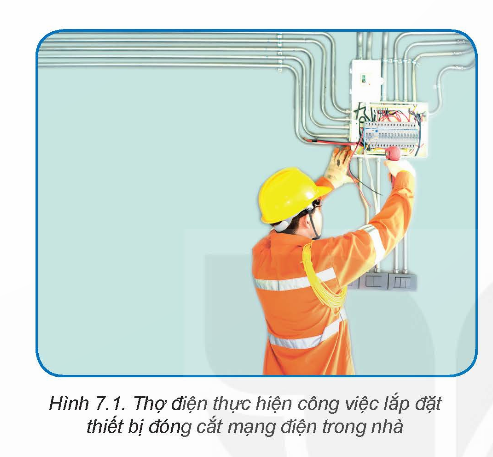 Hình 7.1. Thợ điện thực hiện công việc lắp đặt
thiết bị đóng cắt mạng điện trong nhà